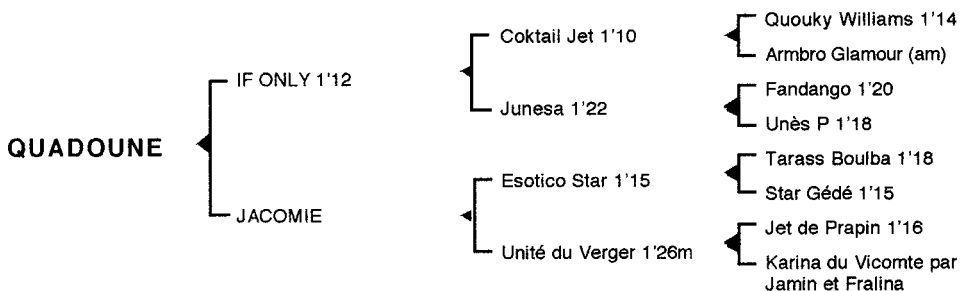 QUADOUNE
IF ONLY 1'12
JACOMIE
Coktail Jet 1'10
Junesa 1'22
Esotico Star 1'15
Unité du Verger 1'26m
Quouky Williams 1'14
Armbro Glamour (am)
Fandango 1'20
Unès P 1'18
Tarass Boulba 1'18
Star Gédé 1'15
Jet de Prapin 1'16
Karina du Vicomte par
Jamin et Fralina